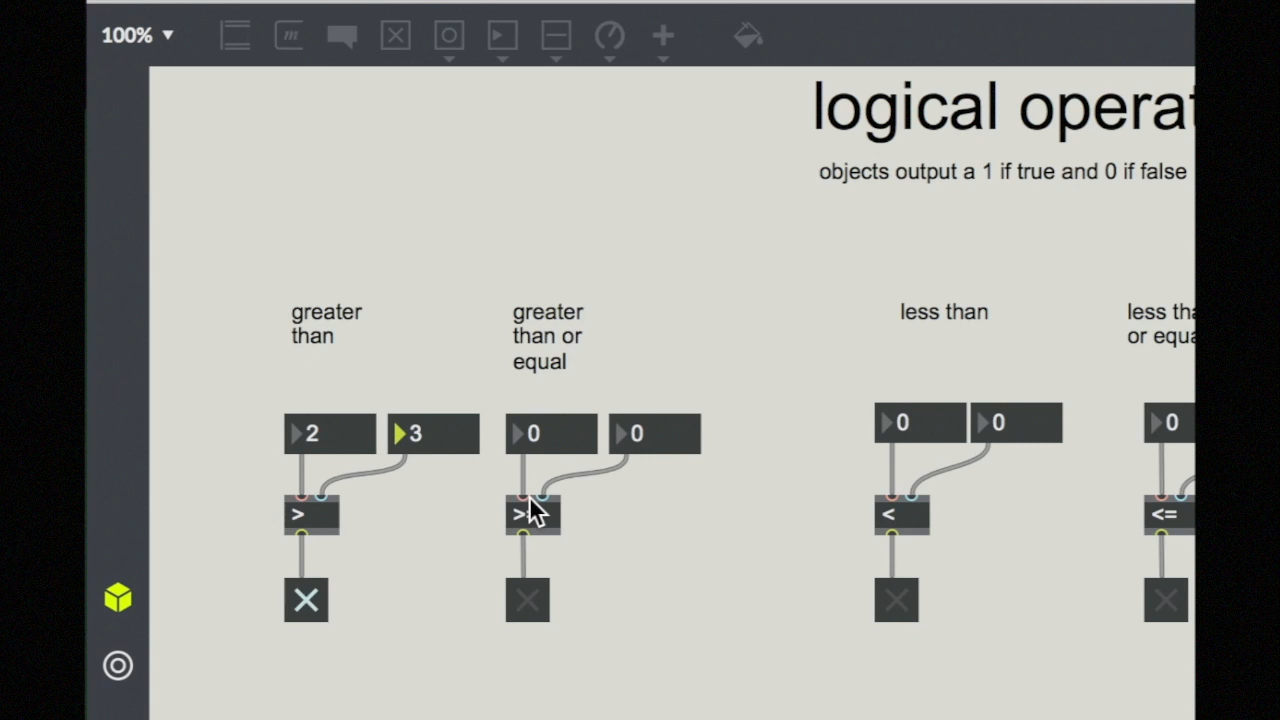 100%
m
logical operat
objects output a 1 if true and 0 if false
greater
than
greater
than or
equal
less than
less tha
or equa
2
3
0
0
0
0
0
>
>=
<
<=